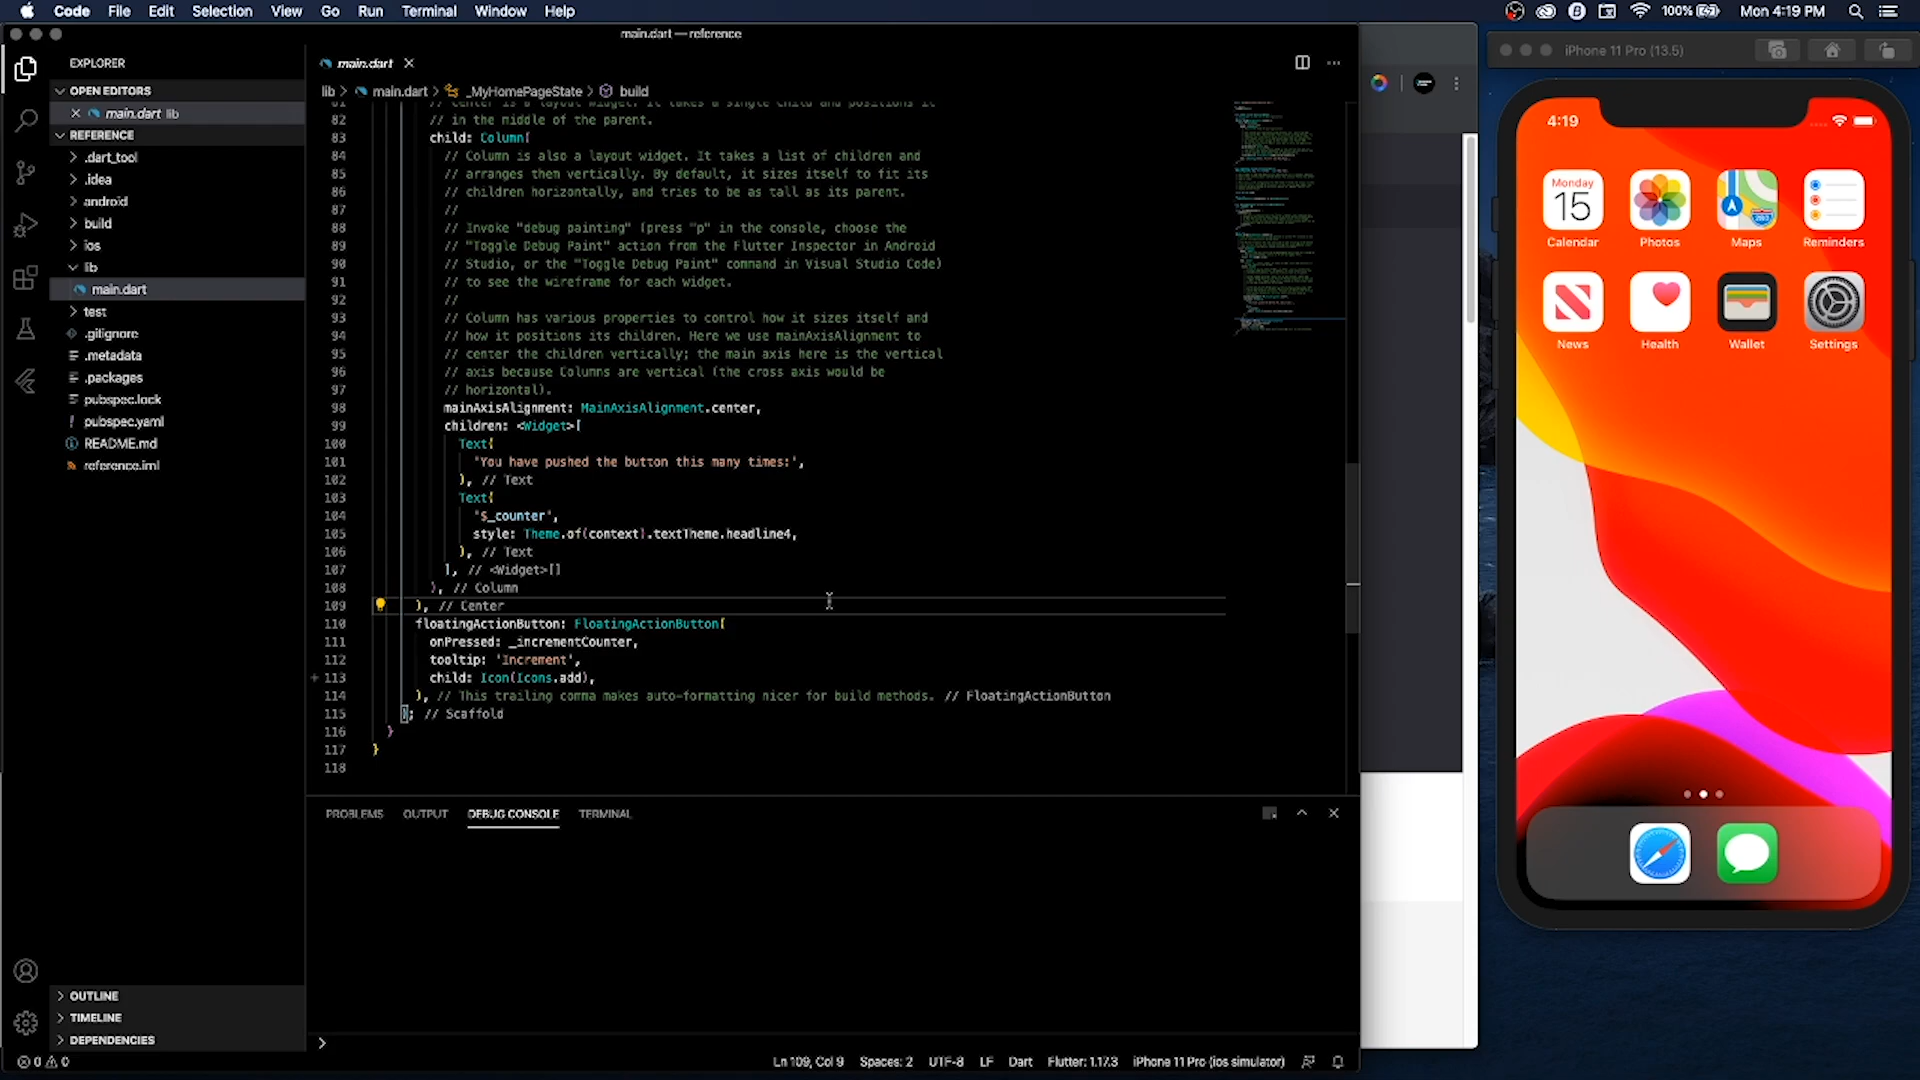 Code File Edit Selection View Go Run Terminal Window Help
100% Mon 4:19 PM
main.dart — reference
EXPLORER
OPEN EDITORS
main.dart lib
REFERENCE
.dart_tool
.idea
android
build
ios
lib
main.dart
test
.gitignore
.metadata
.packages
pubspec.lock
pubspec.yaml
README.md
reference.iml
OUTLINE
TIMELINE
DEPENDENCIES
main.dart
lib > main.dart > _MyHomePageState > build
81 // Center is a layout widget. It takes a single child and positions it
82 // in the middle of the parent.
83 child: Column(
84 // Column is also a layout widget. It takes a list of children and
85 // arranges them vertically. By default, it sizes itself to fit its
86 // children horizontally, and tries to be as tall as its parent.
87 //
88 // Invoke "debug painting" (press "p" in the console, choose the
89 // "Toggle Debug Paint" action from the Flutter Inspector in Android
90 // Studio, or the "Toggle Debug Paint" command in Visual Studio Code)
91 // to see the wireframe for each widget.
92 //
93 // Column has various properties to control how it sizes itself and
94 // how it positions its children. Here we use mainAxisAlignment to
95 // center the children vertically; the main axis here is the vertical
96 // axis because Columns are vertical (the cross axis would be
97 // horizontal).
98 mainAxisAlignment: MainAxisAlignment.center,
99 children: <Widget>[
100 Text(
101 'You have pushed the button this many times:',
102 ), // Text
103 Text(
104 '$_counter',
105 style: Theme.of(context).textTheme.headline4,
106 ), // Text
107 ], // <Widget>[]
108 ), // Column
109 ), // Center
110 floatingActionButton: FloatingActionButton(
111 onPressed: _incrementCounter,
112 tooltip: 'Increment',
113 child: Icon(Icons.add),
114 ), // This trailing comma makes auto-formatting nicer for build methods. // FloatingActionButton
115 ); // Scaffold
116 }
117 }
118
PROBLEMS OUTPUT DEBUG CONSOLE TERMINAL
0 0
Ln 109, Col 9 Spaces: 2 UTF-8 LF Dart Flutter: 1.17.3 iPhone 11 Pro (ios simulator)
iPhone 11 Pro (13.5)
4:19
Monday
15
Calendar Photos Maps Reminders
News Health Wallet Settings